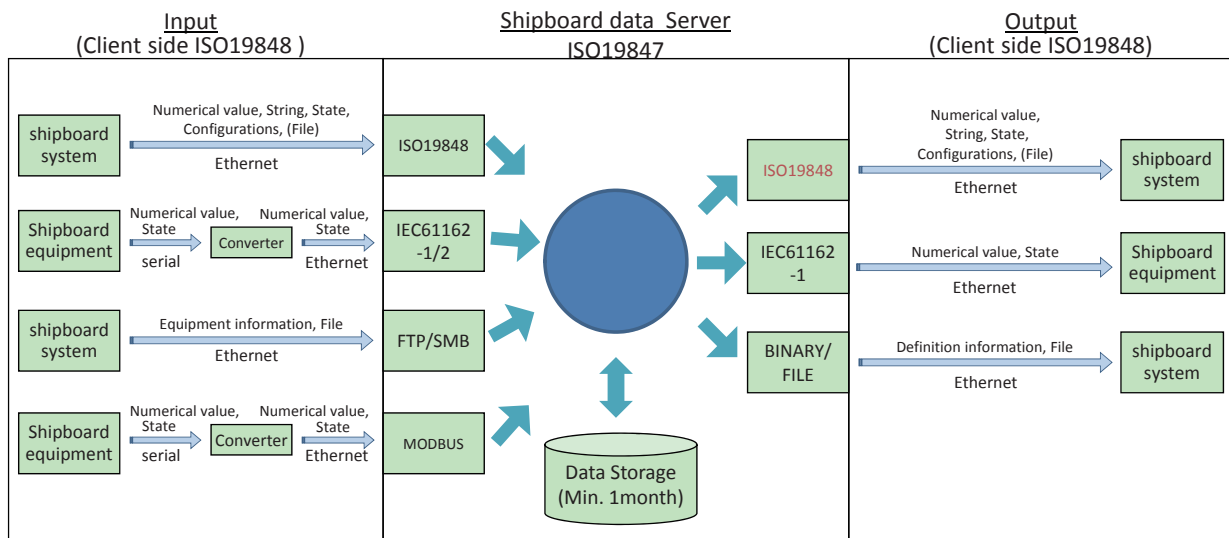 Input
(Client side ISO19848 )
Shipboard data  Server
ISO19847
Output
(Client side ISO19848)
shipboard
system
Numerical value, String, State,
Configurations, (File)
Ethernet
ISO19848
Shipboard
equipment
Numerical value,
State
serial
Converter
Numerical value,
State
Ethernet
IEC61162
-1/2
shipboard
system
Equipment information, File
Ethernet
FTP/SMB
Shipboard
equipment
Numerical value,
State
serial
Converter
Numerical value,
State
Ethernet
MODBUS
Data Storage
(Min. 1month)
ISO19848
Numerical value,
String, State,
Configurations, (File)
Ethernet
shipboard
system
IEC61162
-1
Numerical value, State
Ethernet
Shipboard
equipment
BINARY/
FILE
Definition information, File
Ethernet
shipboard
system